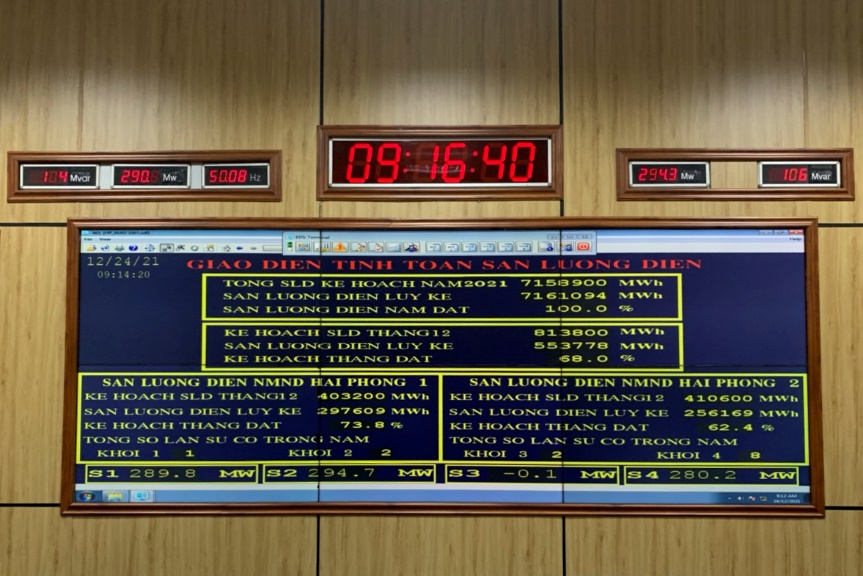 09:16:40
104 Mvar 290.6 Mw 50.08 Hz
294.3 Mw 106 Mvar
File View Help
12/24/21
09:14:20
GIAO DIEN TINH TOAN SAN LUONG DIEN
TONG SLD KE HOACH NAM2021 7158900 MWh
SAN LUONG DIEN LUY KE 7161094 MWh
SAN LUONG DIEN NAM DAT 100.0 %
KE HOACH SLD THANG12 813800 MWh
SAN LUONG DIEN LUY KE 553778 MWh
KE HOACH THANG DAT 68.0 %
SAN LUONG DIEN NMND HAI PHONG 1
KE HOACH SLD THANG12 403200 MWh
SAN LUONG DIEN LUY KE 297609 MWh
KE HOACH THANG DAT 73.8 %
TONG SO LAN SU CO TRONG NAM
KHOI 1 1 KHOI 2 2
SAN LUONG DIEN NMND HAI PHONG 2
KE HOACH SLD THANG12 410600 MWh
SAN LUONG DIEN LUY KE 256169 MWh
KE HOACH THANG DAT 62.4 %
TONG SO LAN SU CO TRONG NAM
KHOI 3 2 KHOI 4 8
S1 289.8 MW S2 294.7 MW S3 -0.1 MW S4 280.2 MW
9:12 AM